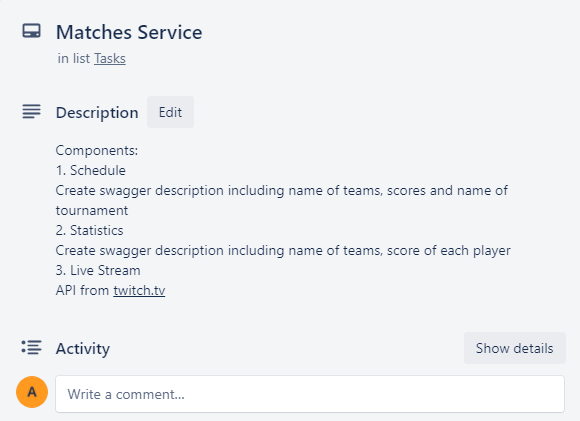 Matches Service
in list Tasks
Description
Edit
Components:
1. Schedule
Create swagger description including name of teams, scores and name of
tournament
2. Statistics
Create swagger description including name of teams, score of each player
3. Live Stream
API from twitch.tv
Activity
Show details
A
Write a comment...